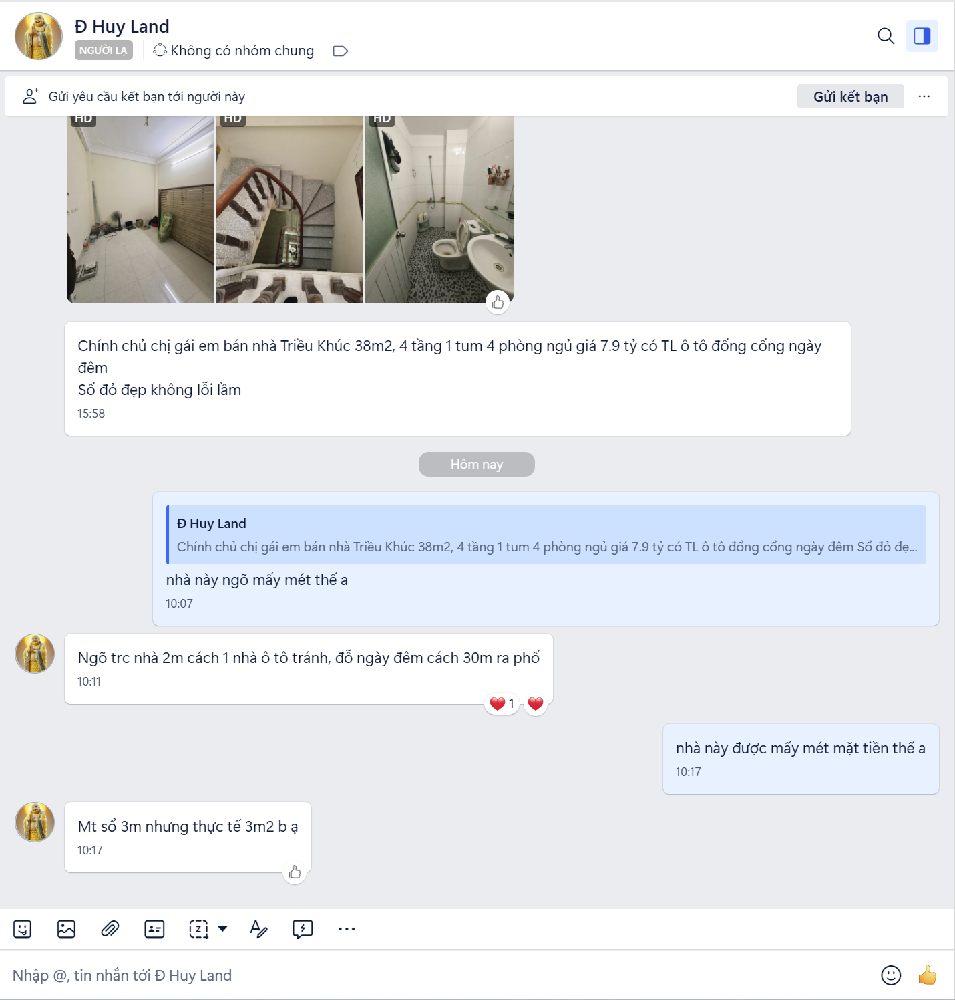 Đ Huy Land
NGƯỜI LẠ
Không có nhóm chung
Gửi yêu cầu kết bạn tới người này
Gửi kết bạn
HD
HD
HD
Chính chủ chị gái em bán nhà Triều Khúc 38m2, 4 tầng 1 tum 4 phòng ngủ giá 7.9 tỷ có TL ô tô đổng cổng ngày
đêm
Sổ đỏ đẹp không lỗi lầm
15:58
Hôm nay
Đ Huy Land
Chính chủ chị gái em bán nhà Triều Khúc 38m2, 4 tầng 1 tum 4 phòng ngủ giá 7.9 tỷ có TL ô tô đổng cổng ngày đêm Sổ đỏ đẹ...
nhà này ngõ mấy mét thế a
10:07
Ngõ trc nhà 2m cách 1 nhà ô tô tránh, đỗ ngày đêm cách 30m ra phố
10:11
1
nhà này được mấy mét mặt tiền thế a
10:17
Mt sổ 3m nhưng thực tế 3m2 b ạ
10:17
Nhập @, tin nhắn tới Đ Huy Land